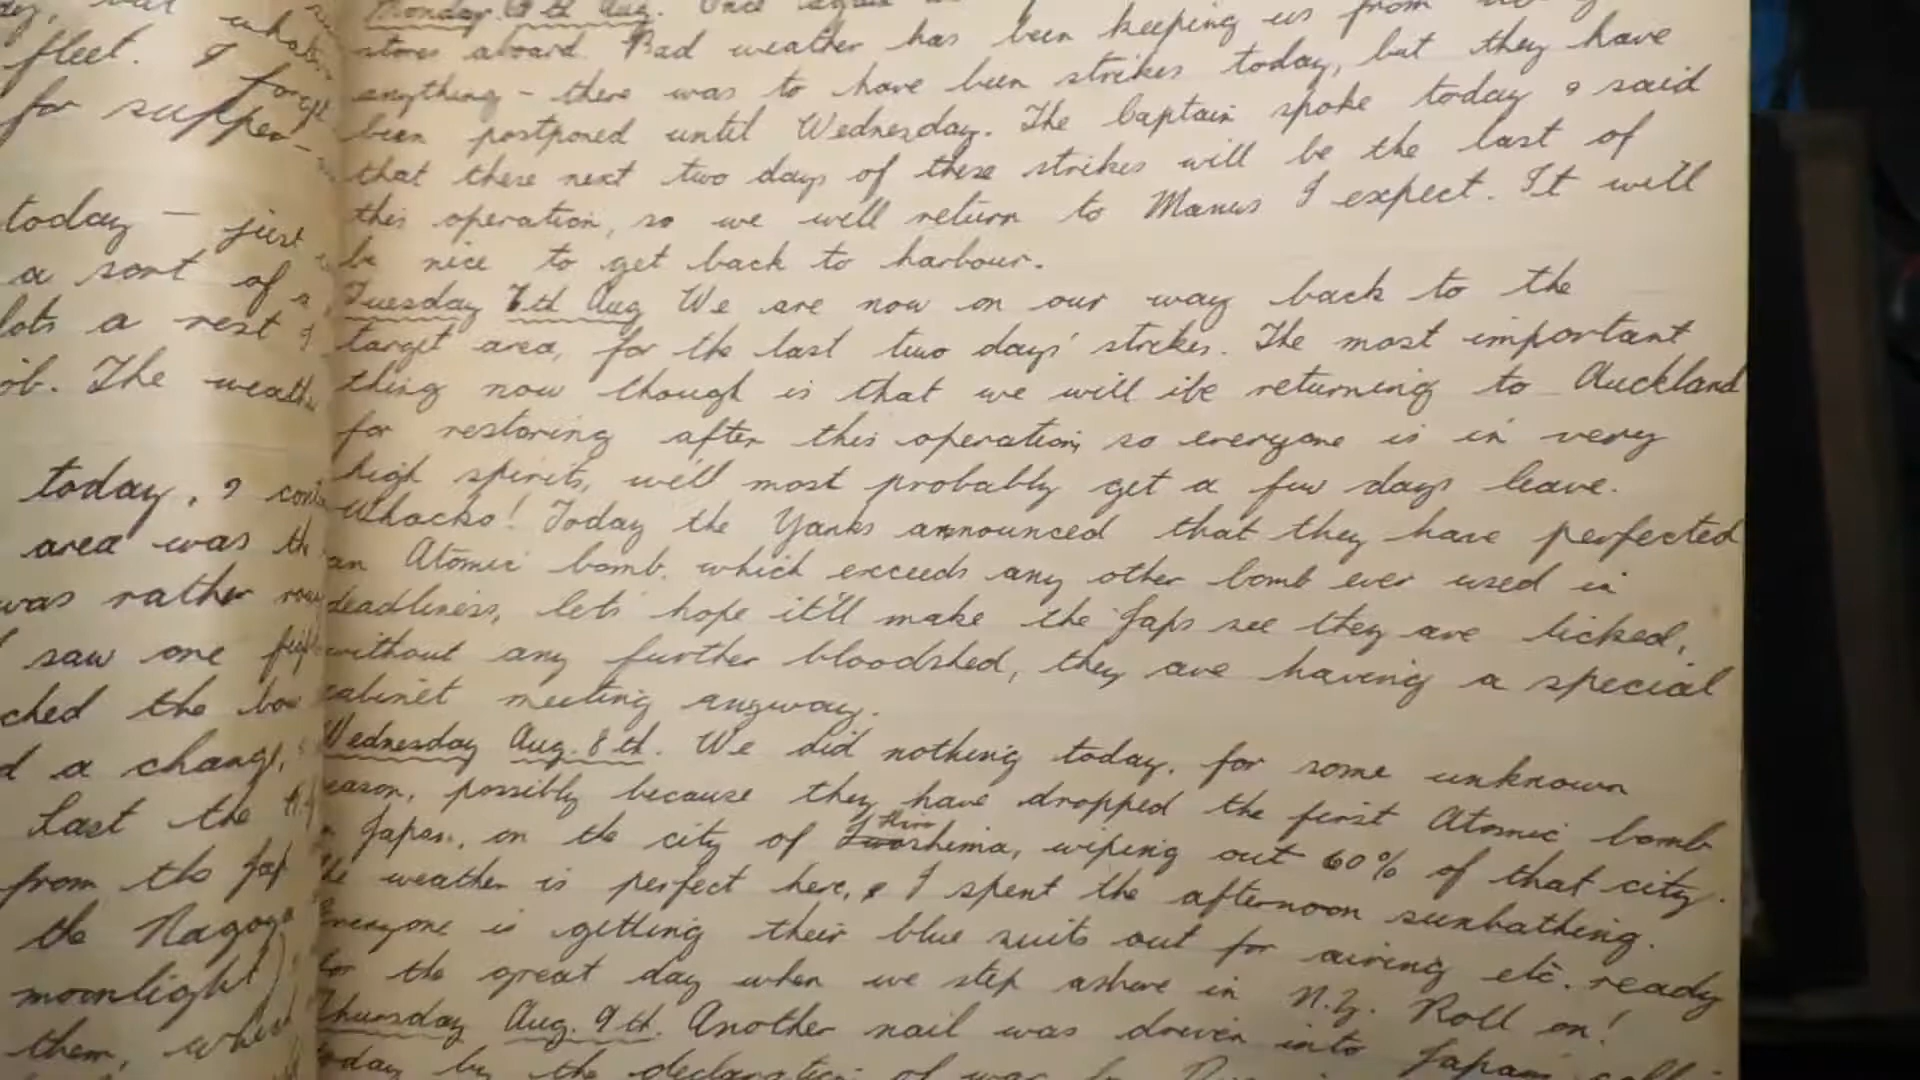 fleet. I forgot
for supper -
today - just
a sort of a
lots a rest &
The weath
today, &
area was the
was rather
I saw one
ched the
d a change,
Last the
from the Jap
the Nagoya
moonlight)
them,
Monday 6th Aug. Once again
stores aboard. Bad weather has been keeping us from
anything - there was to have been strikes today, but they have
been postponed until Wednesday. The Captain spoke today & said
that these next two days of these strikes will be the last of
this operation, so we will return to Manus I expect. It will
be nice to get back to harbour.
Tuesday 7th Aug We are now on our way back to the
target area, for the last two days' strikes. The most important
thing now though is that we will be returning to Auckland
for restoring after this operation, so everyone is in very
high spirits, we'll most probably get a few days leave.
Whacko! Today the Yanks announced that they have perfected
an Atomic bomb, which exceeds any other bomb ever used in
deadliness, lets hope it'll make the Japs see they are licked,
without any further bloodshed, they are having a special
cabinet meeting anyway.
Wednesday Aug. 8th. We did nothing today, for some unknown
reason, possibly because they have dropped the first Atomic bomb
on Japan, on the city of Hiroshima, wiping out 60% of that city.
The weather is perfect here, & I spent the afternoon sunbathing.
Everyone is getting their blue suits out for airing etc. ready
for the great day when we step ashore in N.Z. Roll on!
Thursday Aug. 9th. Another nail was driven into Japans
today by the declaration of war by